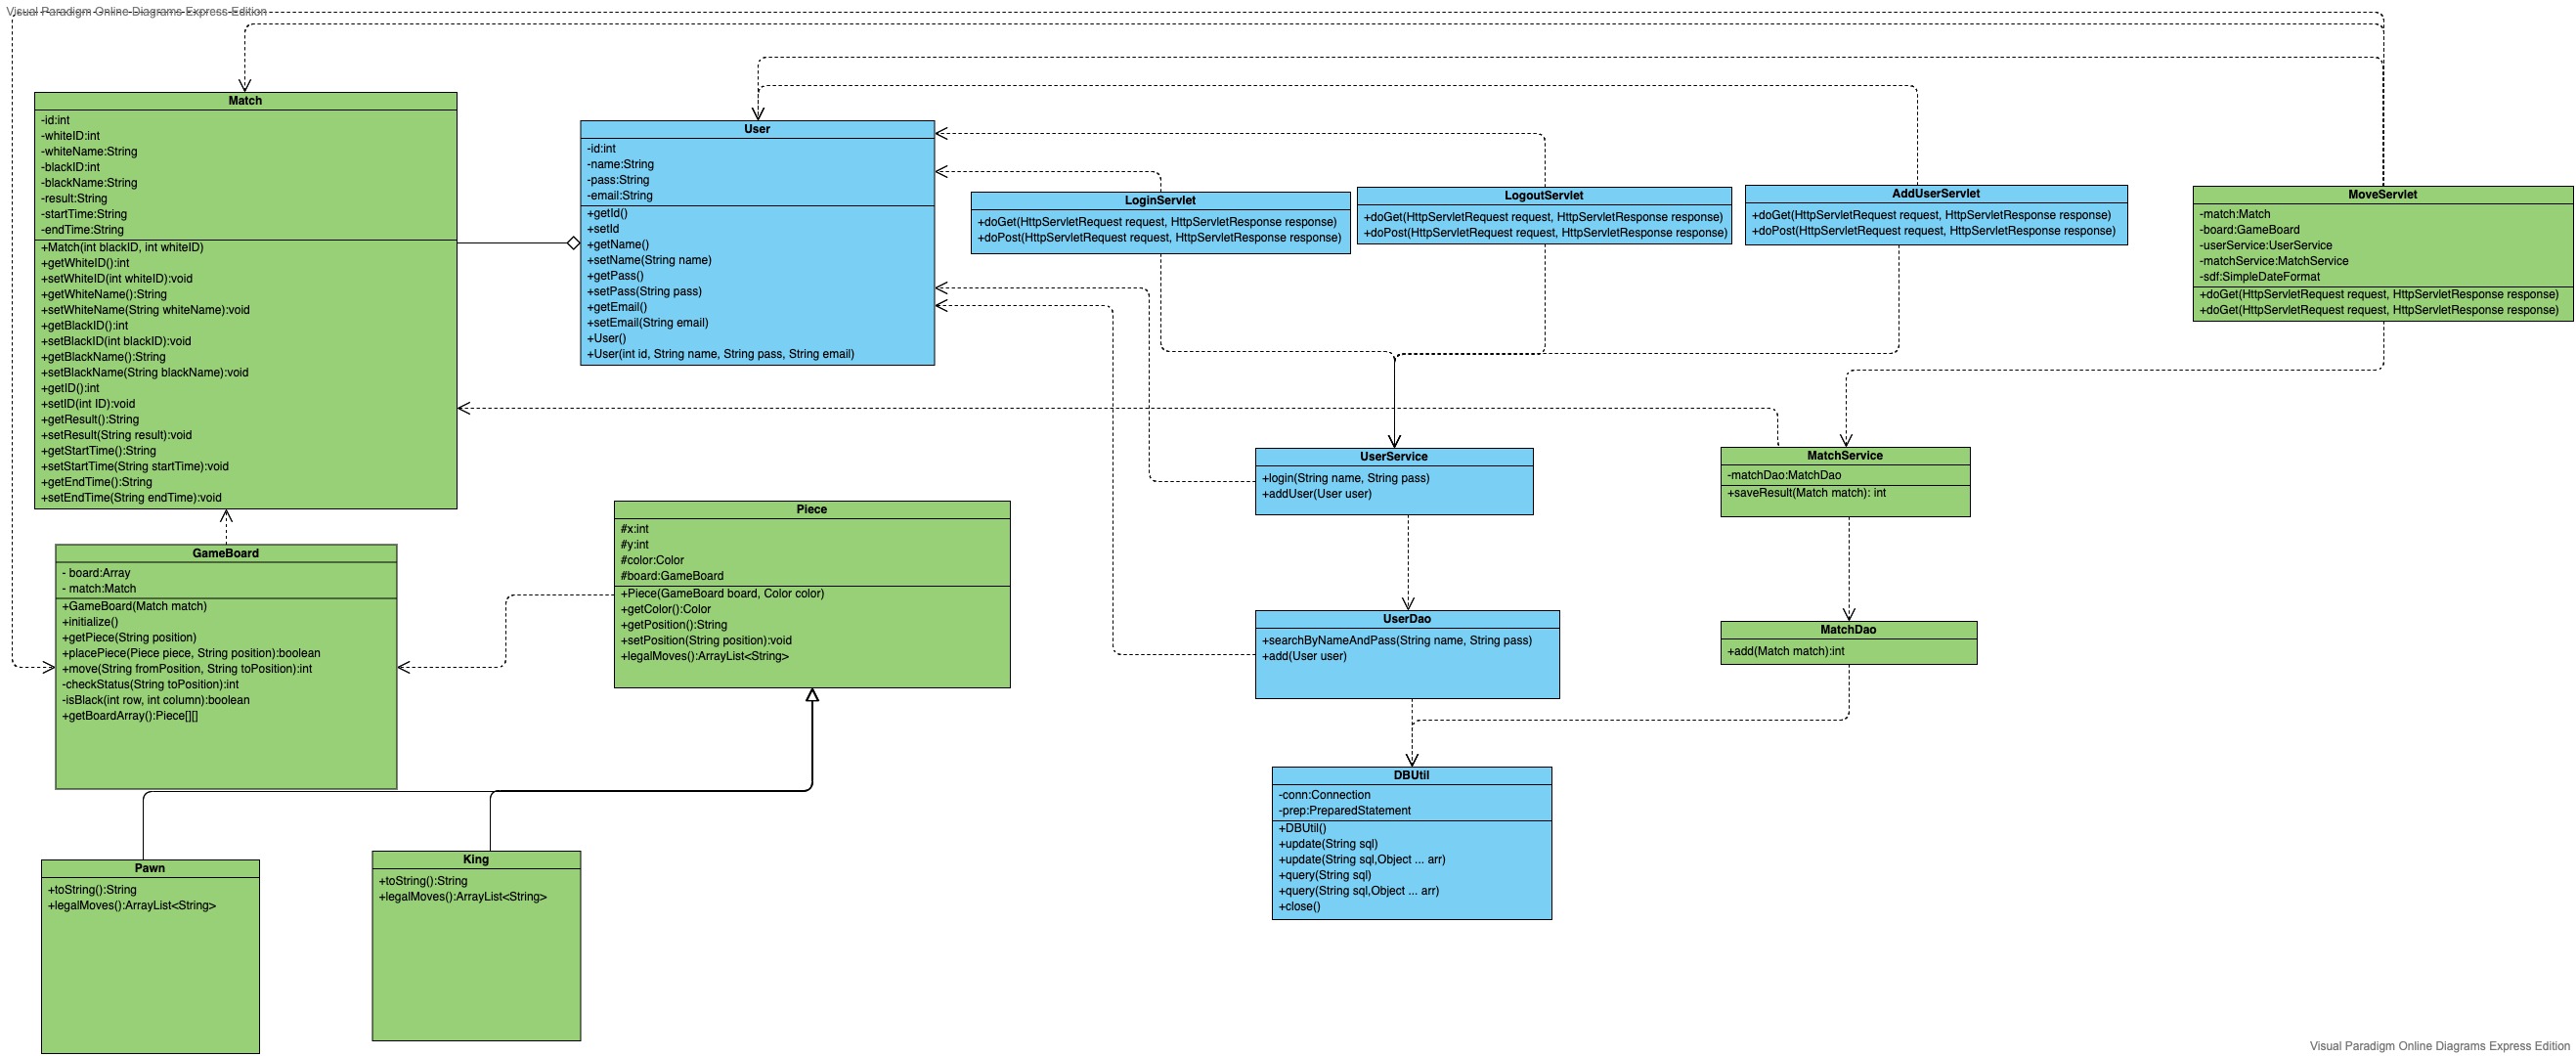 Visual Paradigm Online Diagrams Express Edition
Match
-id:int
-whiteID:int
-whiteName:String
-blackID:int
-blackName:String
-result:String
-startTime:String
-endTime:String
+Match(int blackID, int whiteID)
+getWhiteID():int
+setWhiteID(int whiteID):void
+getWhiteName():String
+setWhiteName(String whiteName):void
+getBlackID():int
+setBlackID(int blackID):void
+getBlackName():String
+setBlackName(String blackName):void
+getID():int
+setID(int ID):void
+getResult():String
+setResult(String result):void
+getStartTime():String
+setStartTime(String startTime):void
+getEndTime():String
+setEndTime(String endTime):void
User
-id:int
-name:String
-pass:String
-email:String
+getId()
+setId
+getName()
+setName(String name)
+getPass()
+setPass(String pass)
+getEmail()
+setEmail(String email)
+User()
+User(int id, String name, String pass, String email)
LoginServlet
+doGet(HttpServletRequest request, HttpServletResponse response)
+doPost(HttpServletRequest request, HttpServletResponse response)
LogoutServlet
+doGet(HttpServletRequest request, HttpServletResponse response)
+doPost(HttpServletRequest request, HttpServletResponse response)
AddUserServlet
+doGet(HttpServletRequest request, HttpServletResponse response)
+doPost(HttpServletRequest request, HttpServletResponse response)
MoveServlet
-match:Match
-board:GameBoard
-userService:UserService
-matchService:MatchService
-sdf:SimpleDateFormat
+doGet(HttpServletRequest request, HttpServletResponse response)
+doGet(HttpServletRequest request, HttpServletResponse response)
UserService
+login(String name, String pass)
+addUser(User user)
MatchService
-matchDao:MatchDao
+saveResult(Match match): int
GameBoard
- board:Array
- match:Match
+GameBoard(Match match)
+initialize()
+getPiece(String position)
+placePiece(Piece piece, String position):boolean
+move(String fromPosition, String toPosition):int
-checkStatus(String toPosition):int
-isBlack(int row, int column):boolean
+getBoardArray():Piece[][]
Piece
#x:int
#y:int
#color:Color
#board:GameBoard
+Piece(GameBoard board, Color color)
+getColor():Color
+getPosition():String
+setPosition(String position):void
+legalMoves():ArrayList<String>
UserDao
+searchByNameAndPass(String name, String pass)
+add(User user)
MatchDao
+add(Match match):int
DBUtil
-conn:Connection
-prep:PreparedStatement
+DBUtil()
+update(String sql)
+update(String sql,Object ... arr)
+query(String sql)
+query(String sql,Object ... arr)
+close()
Pawn
+toString():String
+legalMoves():ArrayList<String>
King
+toString():String
+legalMoves():ArrayList<String>
Visual Paradigm Online Diagrams Express Edition